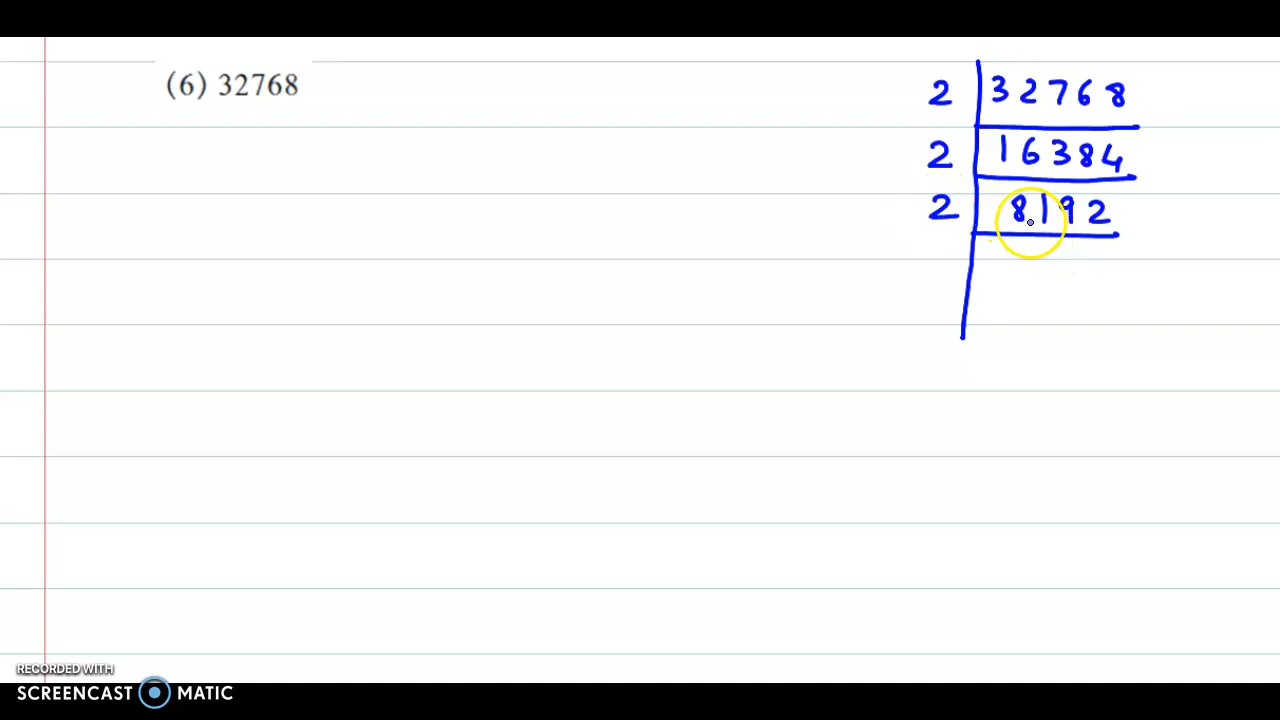 (6) 32768
2 32768
2 16384
2 8192
RECORDED WITH
SCREENCAST MATIC